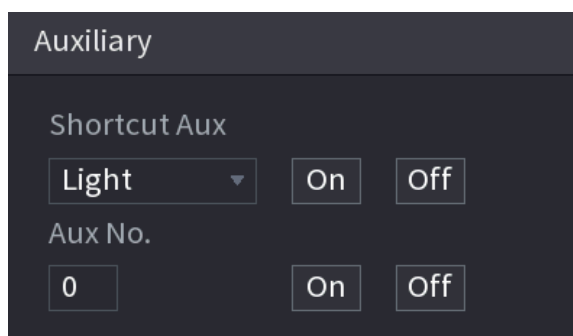 Auxiliary
Shortcut Aux
Light On Off
Aux No.
0 On Off